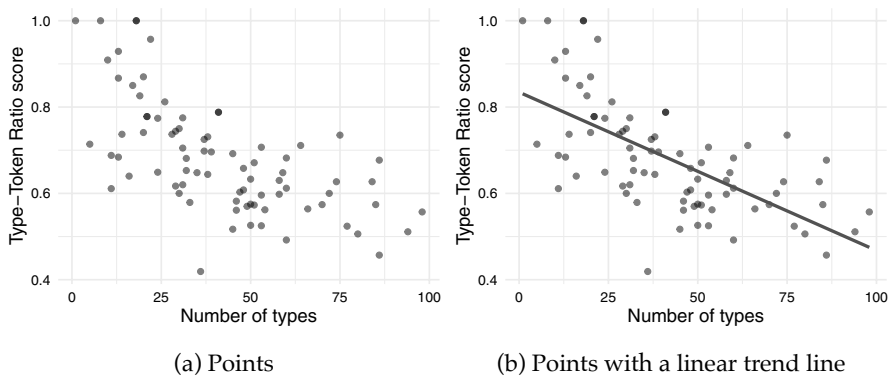 1.0
0.8
0.6
0.4
Type−Token Ratio score
0 25 50 75 100
Number of types
(a) Points
1.0
0.8
0.6
0.4
Type−Token Ratio score
0 25 50 75 100
Number of types
(b) Points with a linear trend line